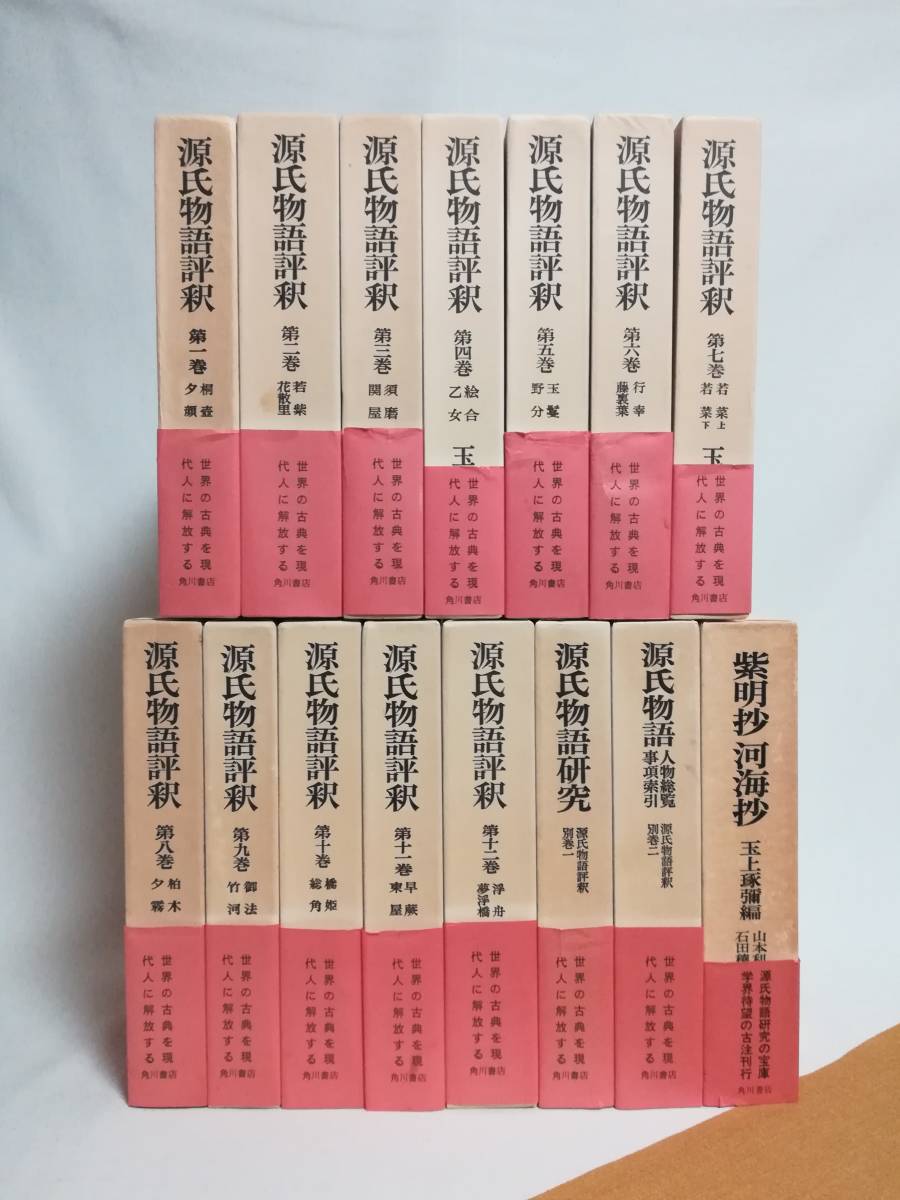 源氏物語評釈
第一巻
桐壺
夕顔
世界の古典を現
代人に解放する
角川書店
源氏物語評釈
第二巻
若紫
花散里
世界の古典を現
代人に解放する
角川書店
源氏物語評釈
第三巻
須磨
関屋
世界の古典を現
代人に解放する
角川書店
源氏物語評釈
第四巻
絵合
乙女
玉
世界の古典を現
代人に解放する
角川書店
源氏物語評釈
第五巻
玉鬘
野分
世界の古典を現
代人に解放する
角川書店
源氏物語評釈
第六巻
行幸
藤裏葉
世界の古典を現
代人に解放する
角川書店
源氏物語評釈
第七巻
若菜上
若菜下
玉
世界の古典を現
代人に解放する
角川書店
源氏物語評釈
第八巻
柏木
夕霧
世界の古典を現
代人に解放する
角川書店
源氏物語評釈
第九巻
御法
竹河
世界の古典を現
代人に解放する
角川書店
源氏物語評釈
第十巻
橋姫
総角
世界の古典を現
代人に解放する
角川書店
源氏物語評釈
第十一巻
早蕨
東屋
世界の古典を現
代人に解放する
角川書店
源氏物語評釈
第十二巻
浮舟
夢浮橋
世界の古典を現
代人に解放する
角川書店
源氏物語研究
源氏物語評釈
別巻一
世界の古典を現
代人に解放する
角川書店
源氏物語
人物総覧
事項索引
源氏物語評釈
別巻二
世界の古典を現
代人に解放する
角川書店
紫明抄 河海抄
玉上琢彌編
山本利
石田穣
源氏物語研究の宝庫
学界待望の古注刊行
角川書店